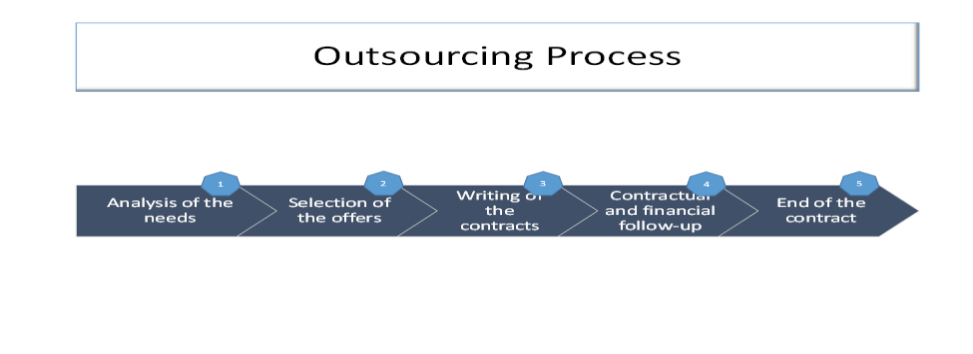 Outsourcing Process
1
2
3
4
5
Analysis of the
needs
Selection of
the offers
Writing of
the
contracts
Contractual
and financial
follow-up
End of the
contract